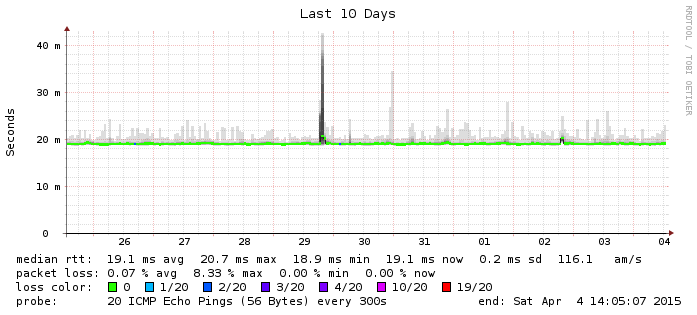 Last 10 Days
RRDTOOL / TOBI OETIKER
Seconds
40 m
30 m
20 m
10 m
0
26 27 28 29 30 31 01 02 03 04
median rtt: 19.1 ms avg 20.7 ms max 18.9 ms min 19.1 ms now 0.2 ms sd 116.1 am/s
packet loss: 0.07 % avg 8.33 % max 0.00 % min 0.00 % now
loss color: 0 1/20 2/20 3/20 4/20 10/20 19/20
probe: 20 ICMP Echo Pings (56 Bytes) every 300s end: Sat Apr 4 14:05:07 2015